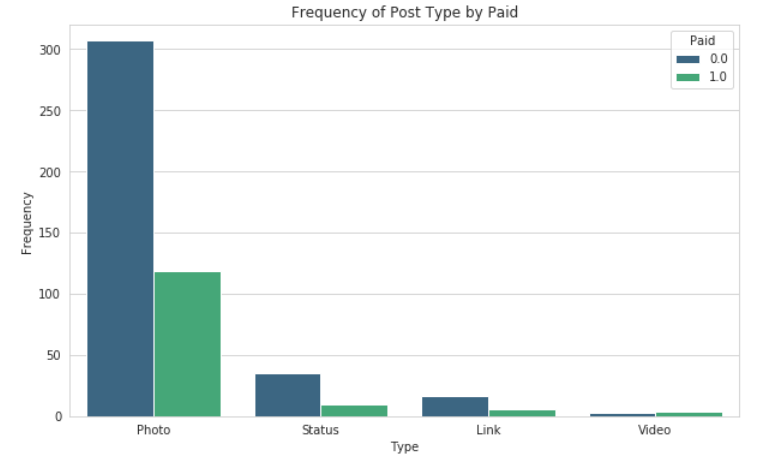 Frequency of Post Type by Paid
Paid
0.0
1.0
Frequency
300
250
200
150
100
50
0
Photo Status Link Video
Type